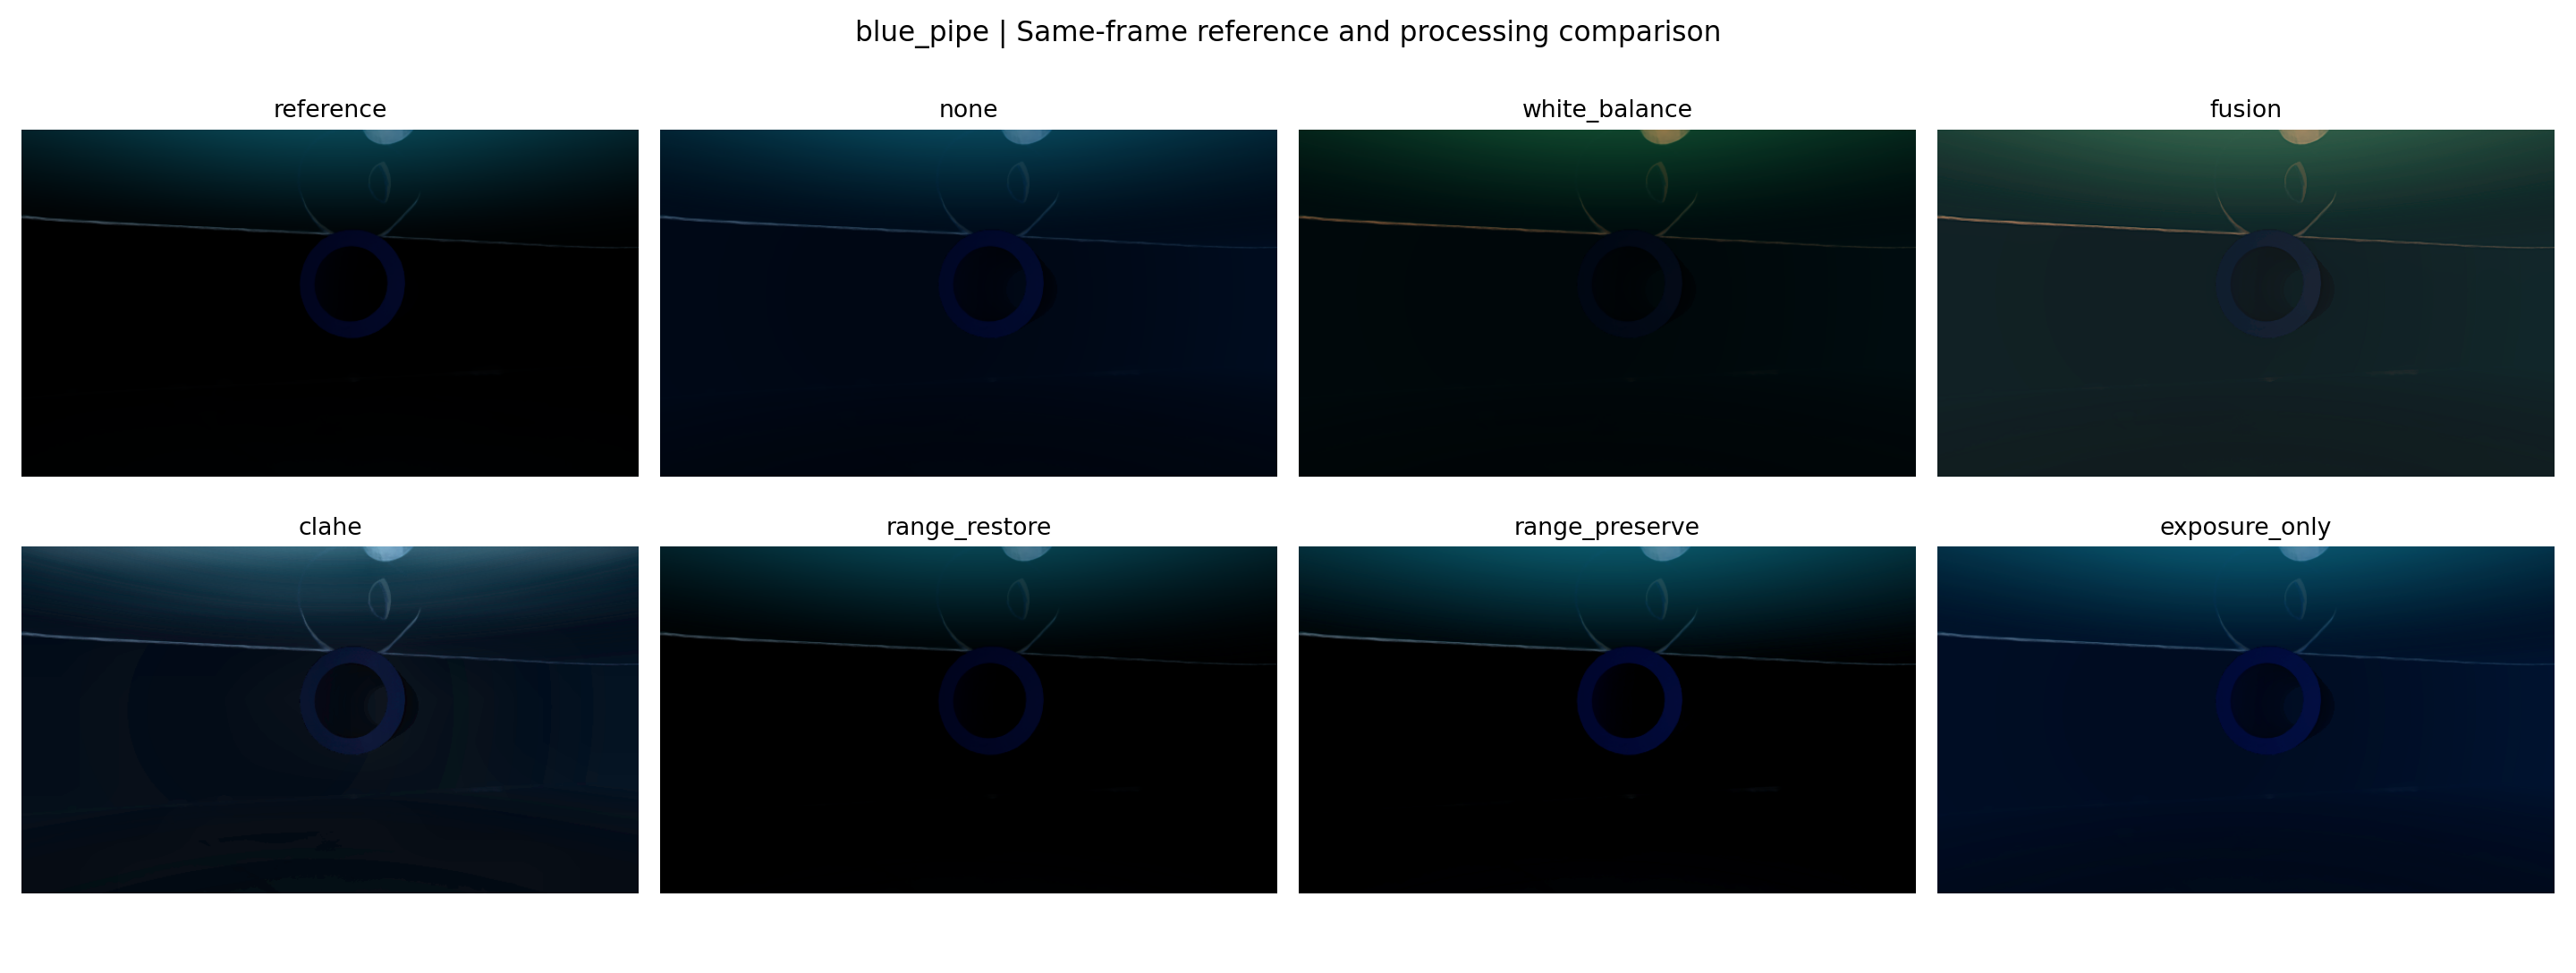 blue_pipe | Same-frame reference and processing comparison
reference
none
white_balance
fusion
clahe
range_restore
range_preserve
exposure_only